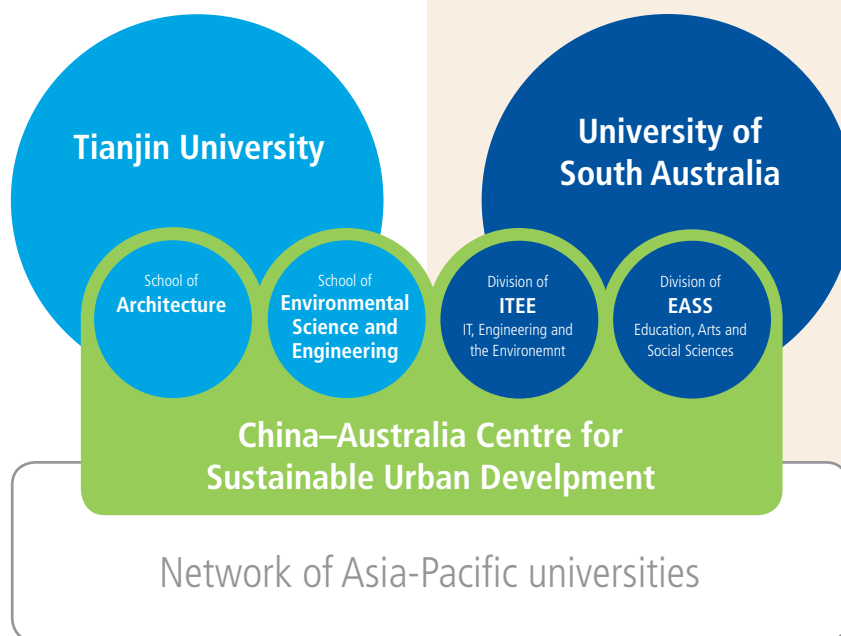 Tianjin University
University of
South Australia
School of
Architecture
School of
Environmental
Science and
Engineering
Division of
ITEE
IT, Engineering and
the Environemnt
Division of
EASS
Education, Arts and
Social Sciences
China–Australia Centre for
Sustainable Urban Develpment
Network of Asia-Pacific universities